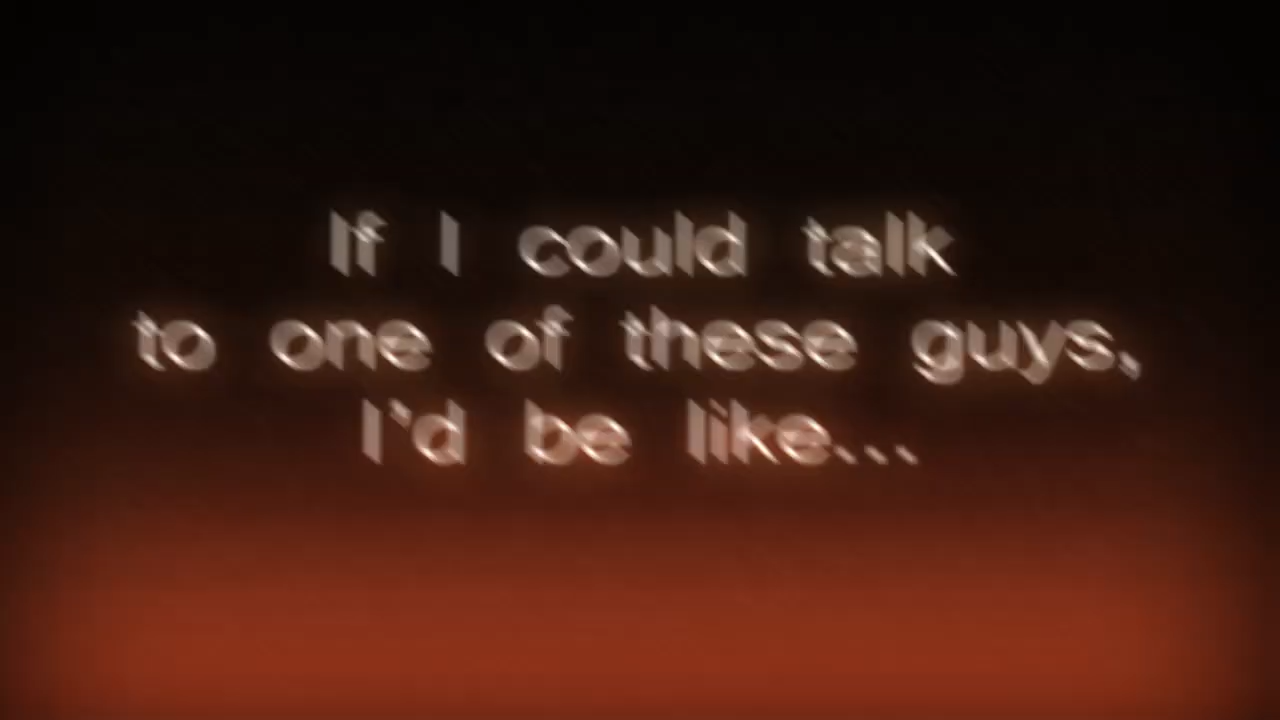 If I could talk
to one of these guys,
I'd be like...